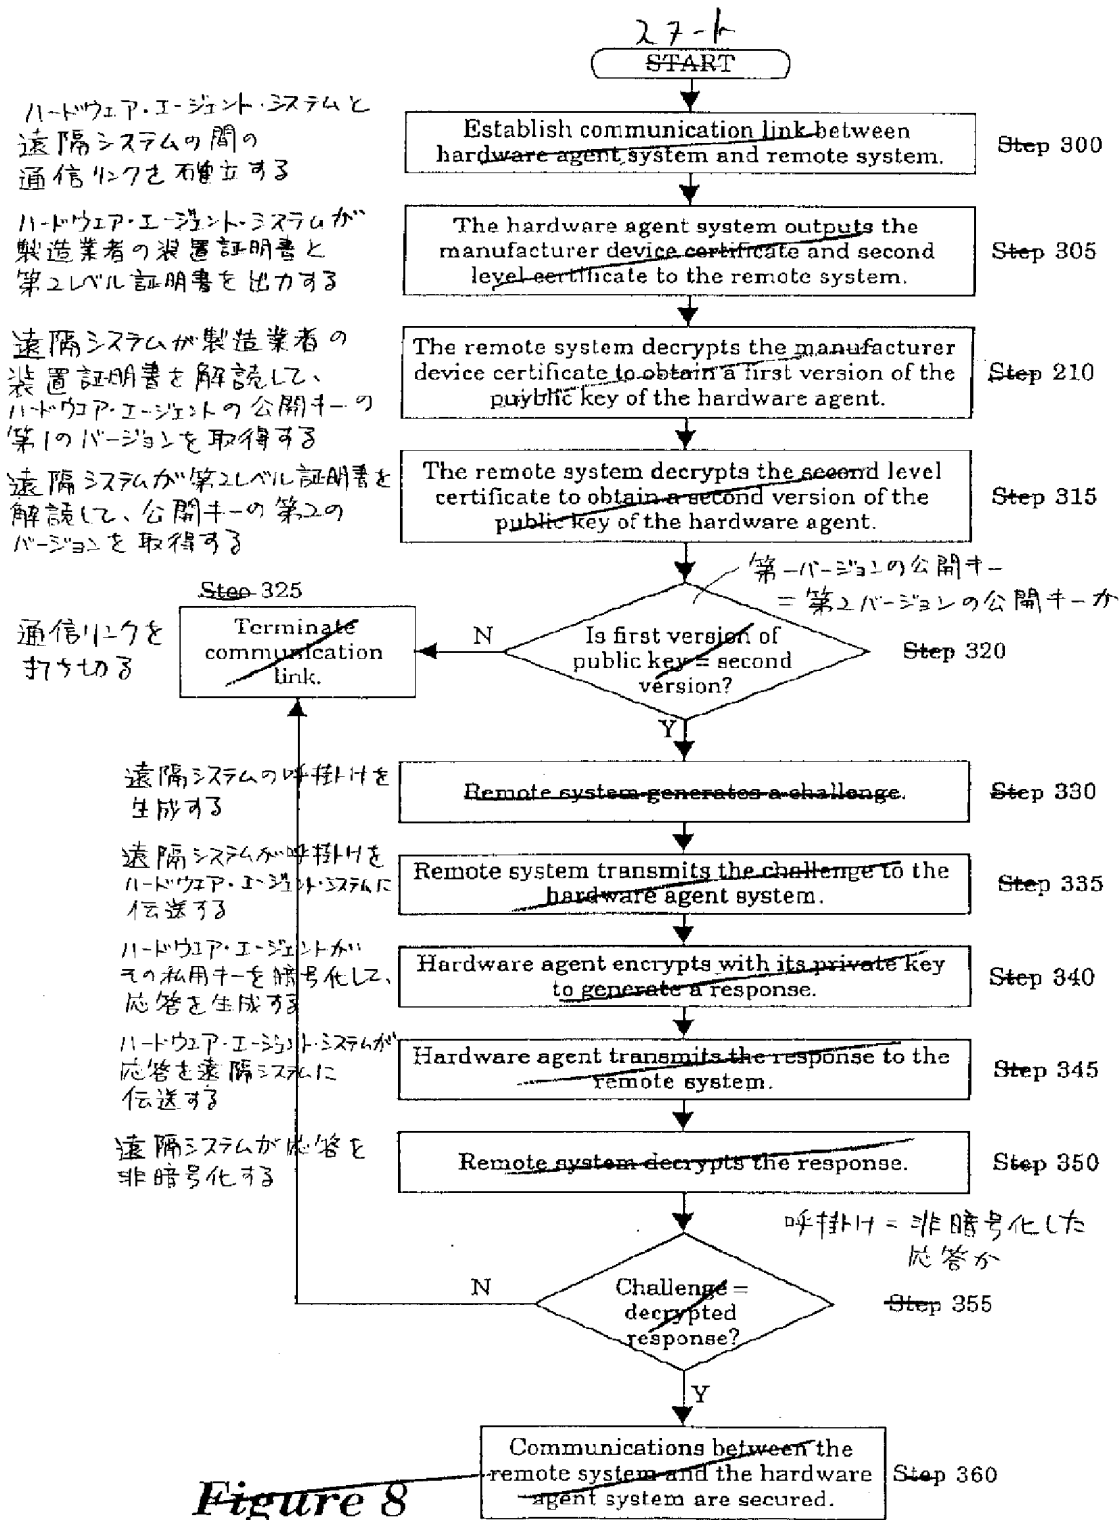 スタート
START
ハードウェア・エージェント・システムと
遠隔システムの間の
通信リンクを確立する
Establish communication link between
hardware agent system and remote system.
Step 300
ハードウェア・エージェント・システムが
製造業者の装置証明書と
第2レベル証明書を出力する
The hardware agent system outputs the
manufacturer device certificate and second
level certificate to the remote system.
Step 305
遠隔システムが製造業者の
装置証明書を解読して、
ハードウェア・エージェントの公開キーの
第1のバージョンを取得する
The remote system decrypts the manufacturer
device certificate to obtain a first version of the
puyblic key of the hardware agent.
Step 210
遠隔システムが第2レベル証明書を
解読して、公開キーの第2の
バージョンを取得する
The remote system decrypts the second level
certificate to obtain a second version of the
public key of the hardware agent.
Step 315
第一バージョンの公開キー
=第2バージョンの公開キーか
Step 325
通信リンクを
打ち切る
Terminate
communication
link.
N
Is first version of
public key = second
version?
Step 320
Y
遠隔システムの呼掛けを
生成する
Remote system generates a challenge.
Step 330
遠隔システムが呼掛けを
ハードウェア・エージェント・システムに
伝送する
Remote system transmits the challenge to the
hardware agent system.
Step 335
ハードウェア・エージェントが
その私用キーを暗号化して、
応答を生成する
Hardware agent encrypts with its private key
to generate a response.
Step 340
ハードウェア・エージェント・システムが
応答を遠隔システムに
伝送する
Hardware agent transmits the response to the
remote system.
Step 345
遠隔システムが応答を
非暗号化する
Remote system decrypts the response.
Step 350
呼掛け=非暗号化した
応答か
N
Challenge =
decrypted
response?
Step 355
Y
Communications between the
remote system and the hardware
agent system are secured.
Step 360
Figure 8